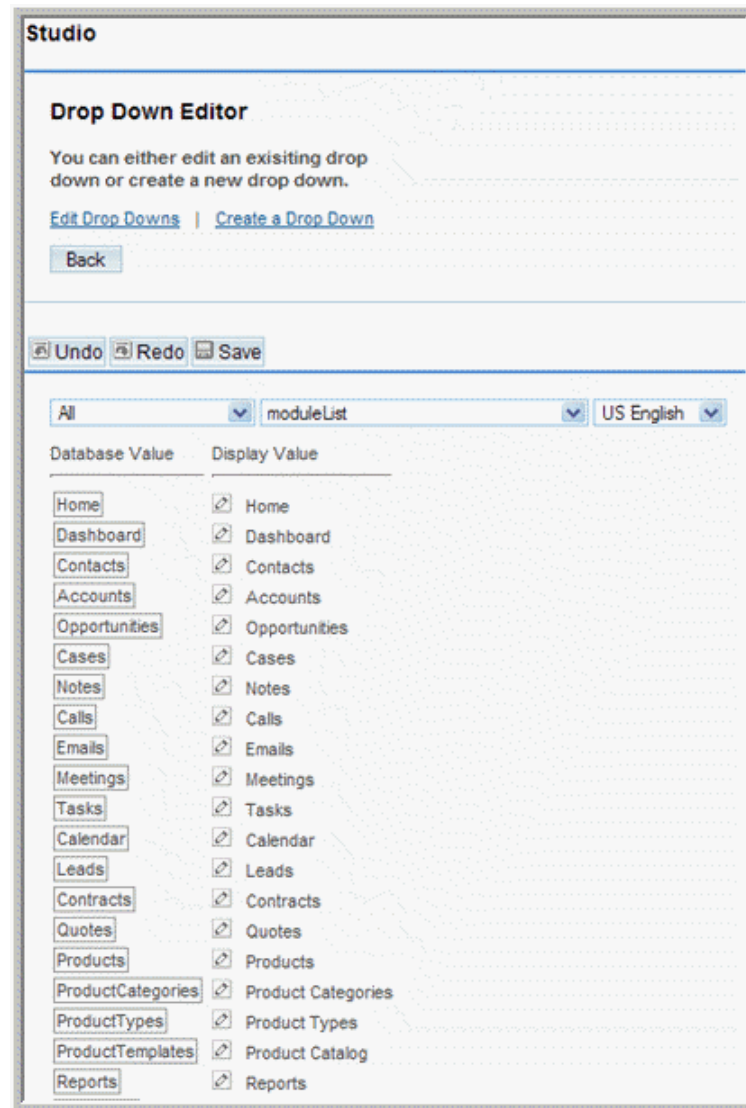 Studio
Drop Down Editor
You can either edit an exisiting drop
down or create a new drop down.
Edit Drop Downs | Create a Drop Down
Back
Undo Redo Save
All moduleList US English
Database Value Display Value
Home Home
Dashboard Dashboard
Contacts Contacts
Accounts Accounts
Opportunities Opportunities
Cases Cases
Notes Notes
Calls Calls
Emails Emails
Meetings Meetings
Tasks Tasks
Calendar Calendar
Leads Leads
Contracts Contracts
Quotes Quotes
Products Products
ProductCategories Product Categories
ProductTypes Product Types
ProductTemplates Product Catalog
Reports Reports